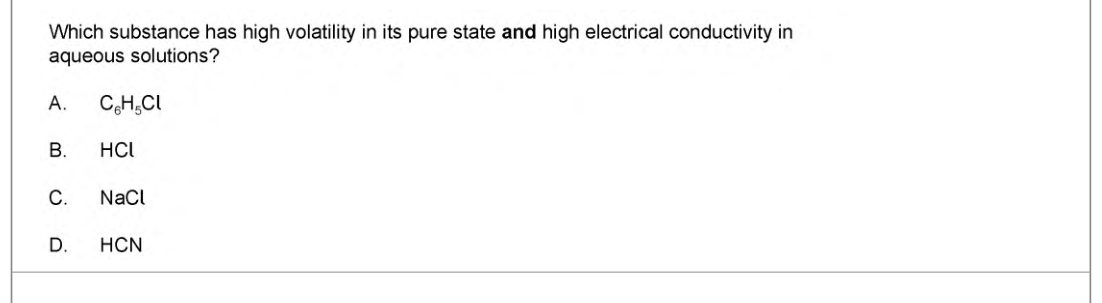 Which substance has high volatility in its pure state and high electrical conductivity in
aqueous solutions?
A. C₆H₅Cl
B. HCl
C. NaCl
D. HCN